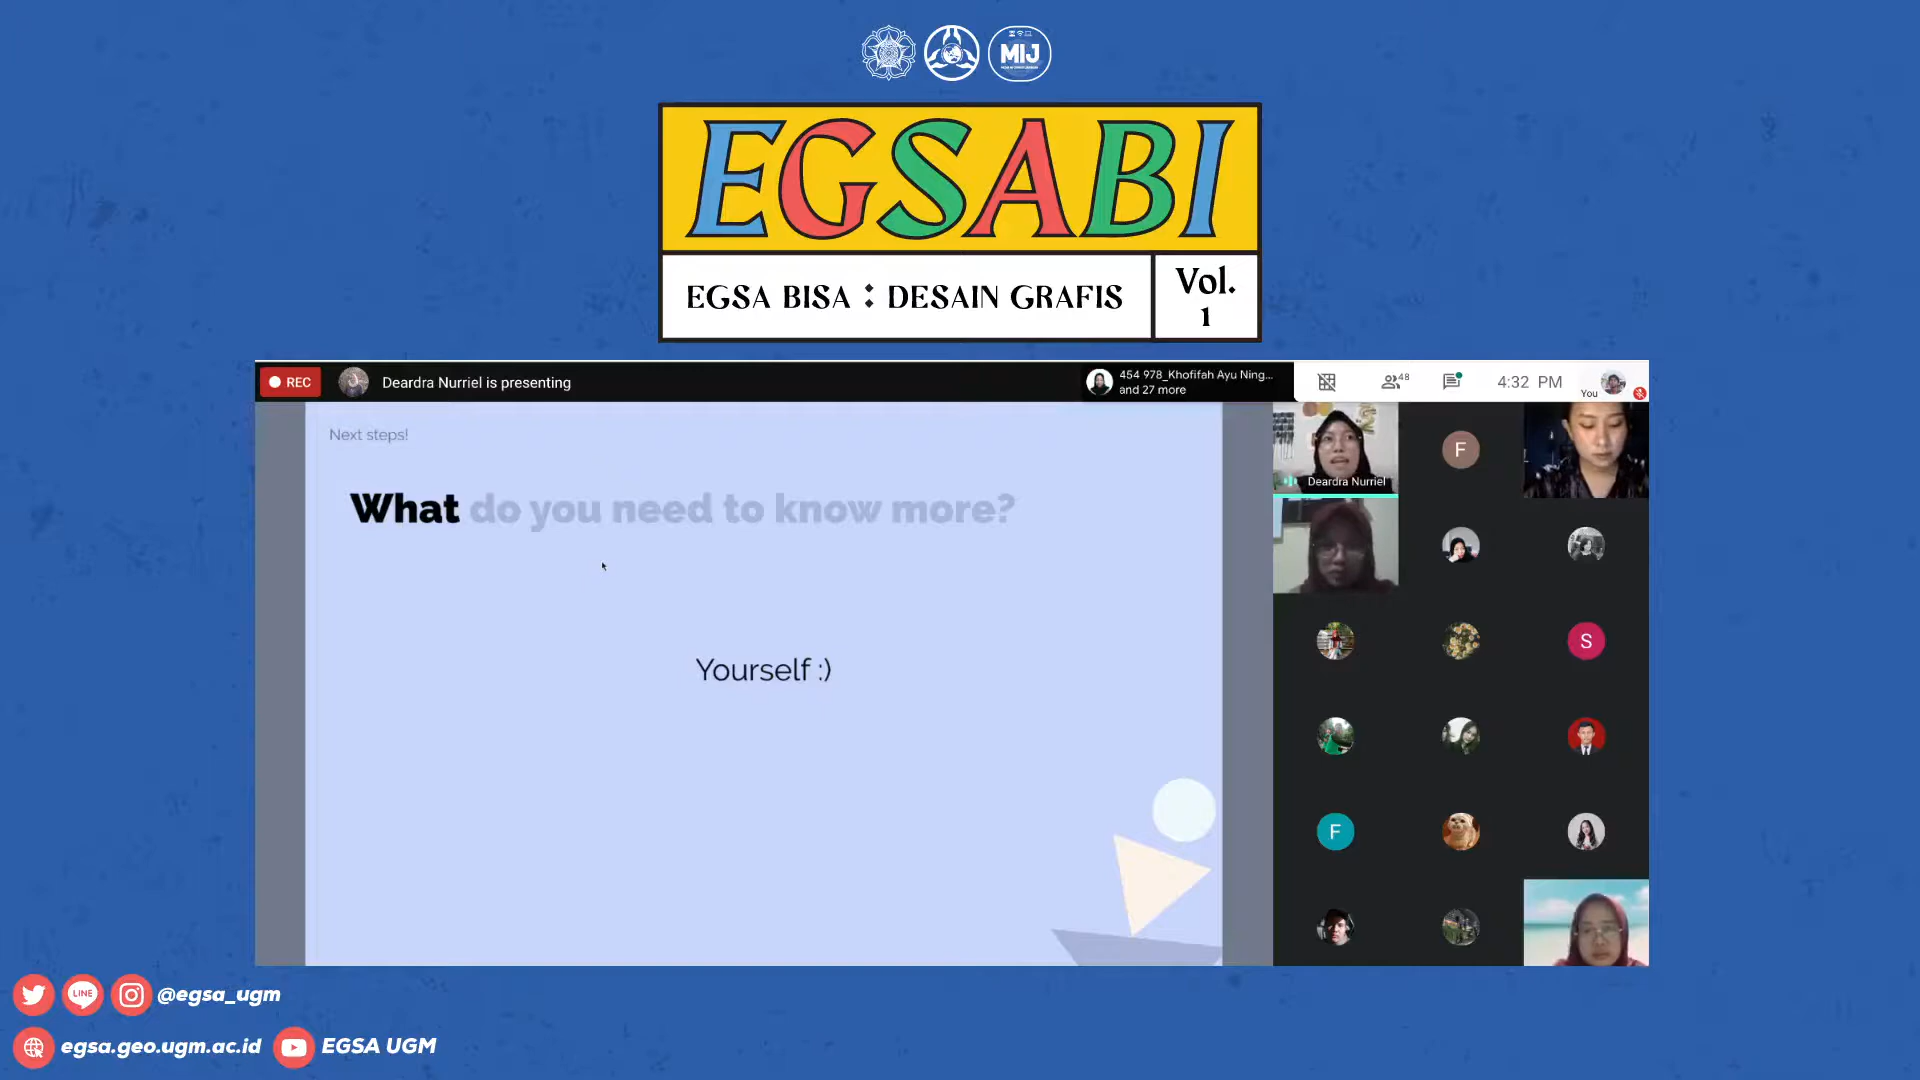 MIJ
EGSABI
EGSA BISA : DESAIN GRAFIS
Vol.
1
REC
Deardra Nurriel is presenting
454 978_Khofifah Ayu Ning...
and 27 more
48
4:32 PM
You
Next steps!
What do you need to know more?
Yourself :)
Deardra Nurriel
F
S
F
LINE
@egsa_ugm
egsa.geo.ugm.ac.id
EGSA UGM